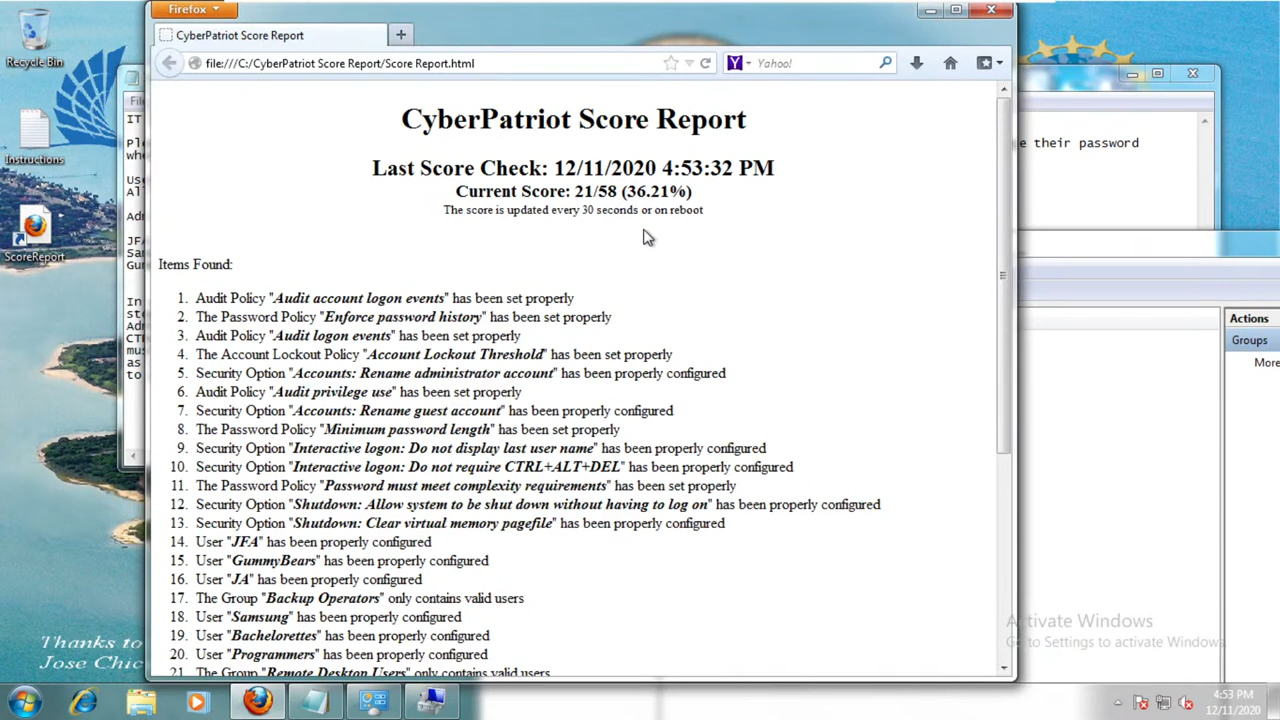 Firefox
CyberPatriot Score Report
file:///C:/CyberPatriot Score Report/Score Report.html
Yahoo!
Recycle Bin
Instructions
ScoreReport
CyberPatriot Score Report
Last Score Check: 12/11/2020 4:53:32 PM
Current Score: 21/58 (36.21%)
The score is updated every 30 seconds or on reboot
Items Found:
1. Audit Policy "Audit account logon events" has been set properly
2. The Password Policy "Enforce password history" has been set properly
3. Audit Policy "Audit logon events" has been set properly
4. The Account Lockout Policy "Account Lockout Threshold" has been set properly
5. Security Option "Accounts: Rename administrator account" has been properly configured
6. Audit Policy "Audit privilege use" has been set properly
7. Security Option "Accounts: Rename guest account" has been properly configured
8. The Password Policy "Minimum password length" has been set properly
9. Security Option "Interactive logon: Do not display last user name" has been properly configured
10. Security Option "Interactive logon: Do not require CTRL+ALT+DEL" has been properly configured
11. The Password Policy "Password must meet complexity requirements" has been set properly
12. Security Option "Shutdown: Allow system to be shut down without having to log on" has been properly configured
13. Security Option "Shutdown: Clear virtual memory pagefile" has been properly configured
14. User "JFA" has been properly configured
15. User "GummyBears" has been properly configured
16. User "JA" has been properly configured
17. The Group "Backup Operators" only contains valid users
18. User "Samsung" has been properly configured
19. User "Bachelorettes" has been properly configured
20. User "Programmers" has been properly configured
21. The Group "Remote Desktop Users" only contains valid users
their password
Actions
Groups
More
Activate Windows
Go to Settings to activate Windows.
Thanks to
Jose Chic
4:53 PM
12/11/2020